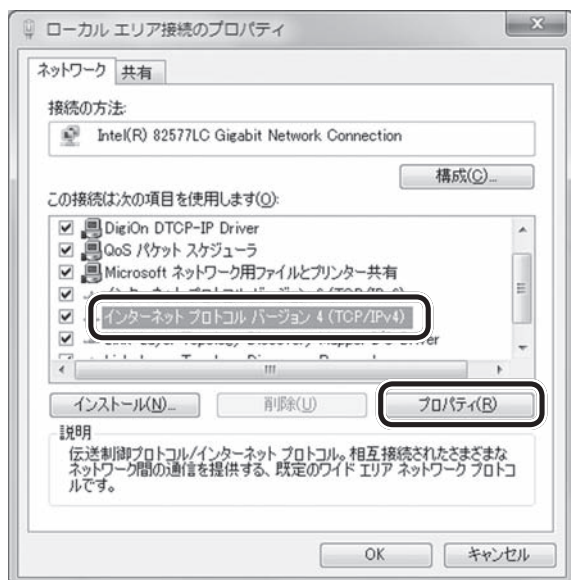 ローカル エリア接続のプロパティ
ネットワーク 共有
接続の方法:
Intel(R) 82577LC Gigabit Network Connection
構成(C)...
この接続は次の項目を使用します(O):
DigiOn DTCP-IP Driver
QoS パケット スケジューラ
Microsoft ネットワーク用ファイルとプリンター共有
インターネット プロトコル バージョン 4 (TCP/IPv4)
インストール(N)...
削除(U)
プロパティ(R)
説明
伝送制御プロトコル/インターネット プロトコル。相互接続されたさまざまな
ネットワーク間の通信を提供する、既定のワイド エリア ネットワーク プロトコ
ルです。
OK
キャンセル